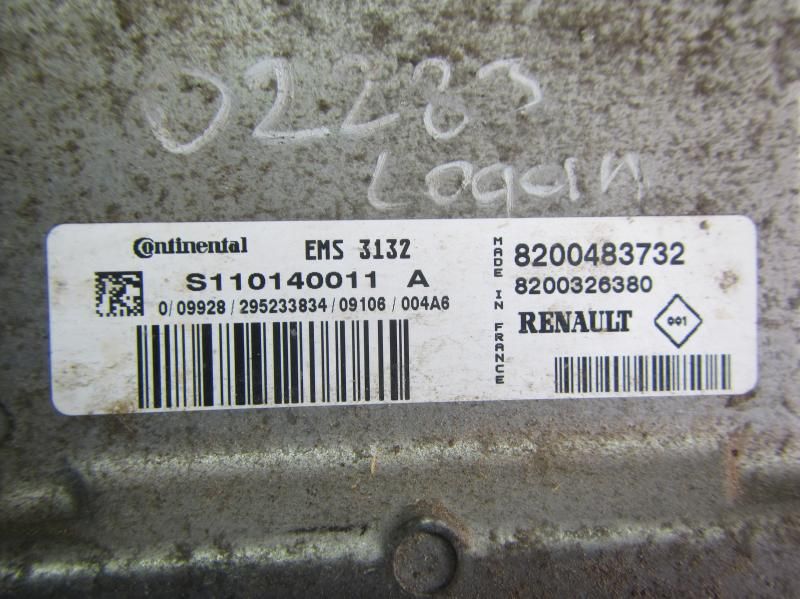 02283
Logan
Continental EMS 3132
S110140011 A
0/09928/295233834/09106/004A6
MADE IN FRANCE
8200483732
8200326380
RENAULT 001